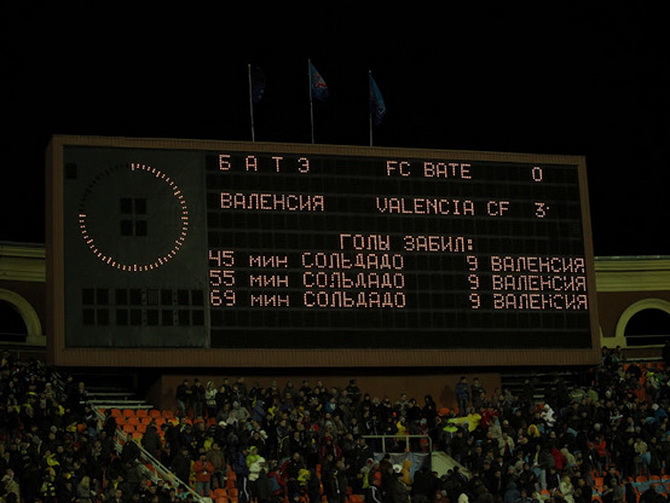 Б А Т Э FC BATE 0
ВАЛЕНСИЯ VALENCIA CF 3
ГОЛЫ ЗАБИЛ:
45 мин СОЛЬДАДО 9 ВАЛЕНСИЯ
55 мин СОЛЬДАДО 9 ВАЛЕНСИЯ
69 мин СОЛЬДАДО 9 ВАЛЕНСИЯ